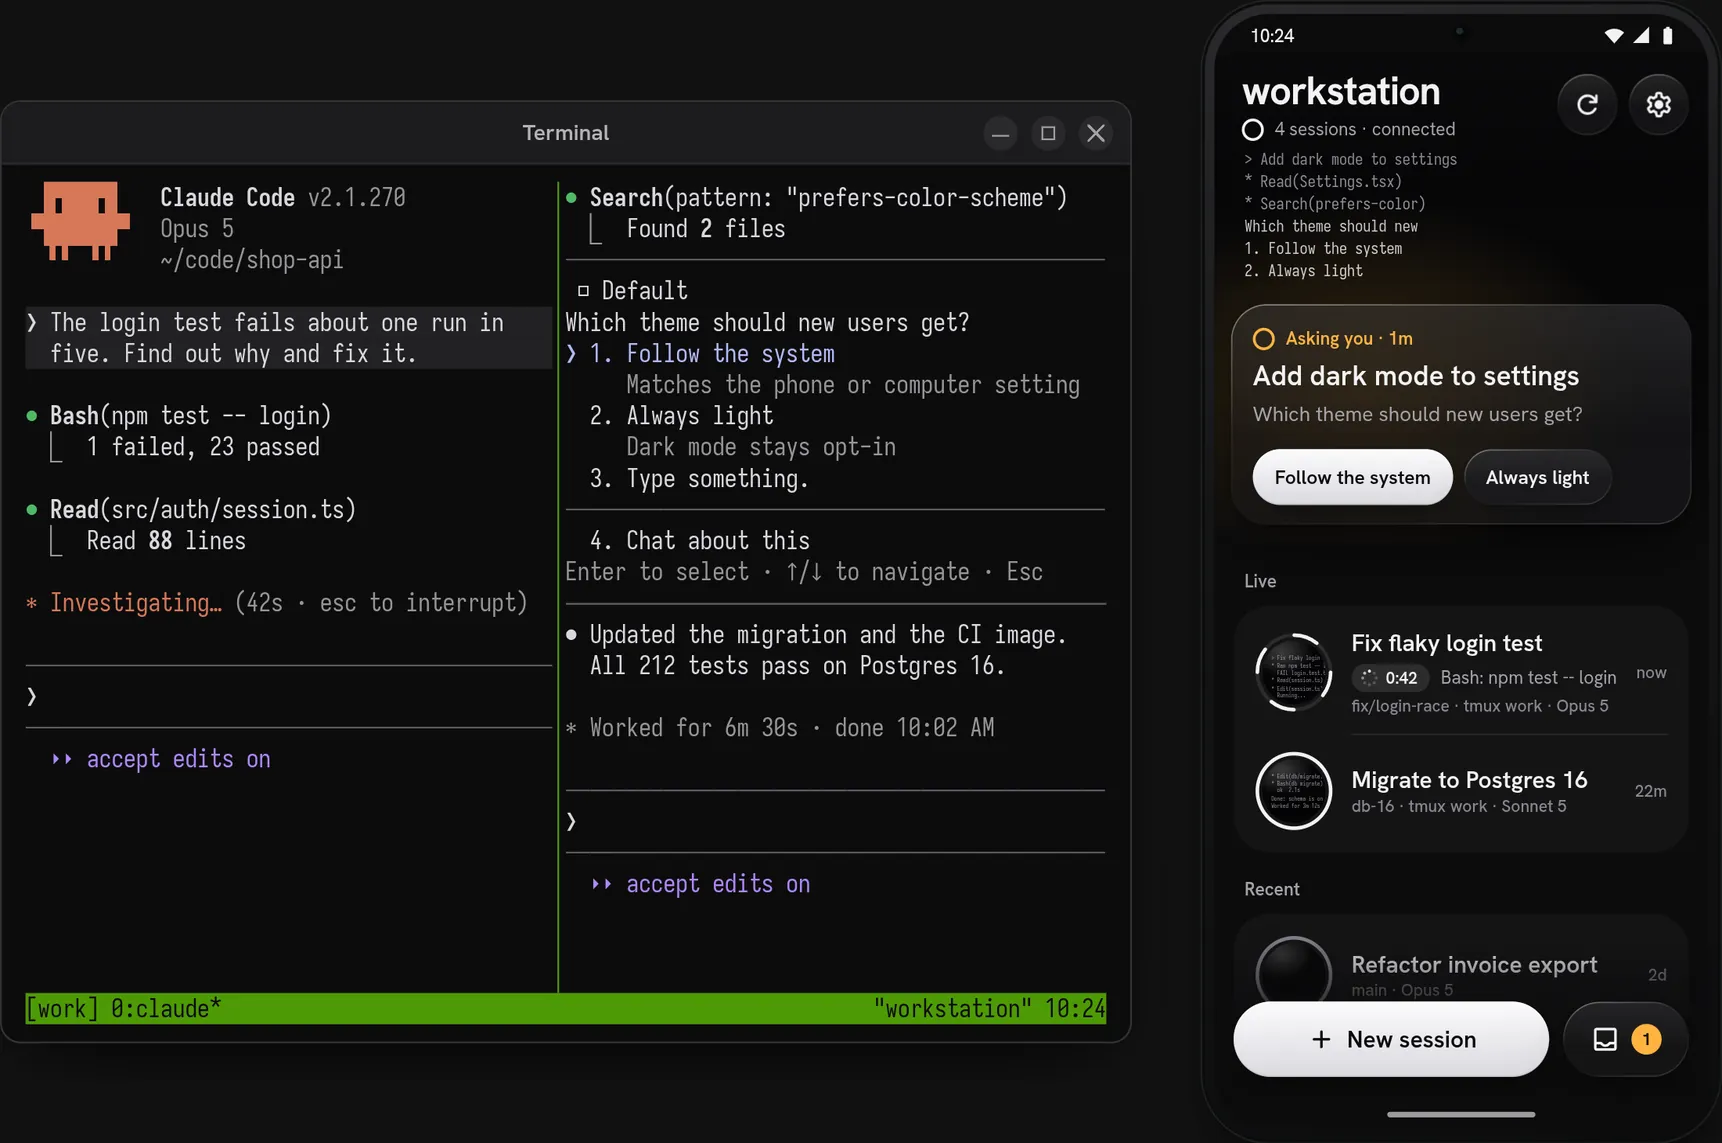 Terminal
Claude Code v2.1.270
Opus 5
~/code/shop-api
❯ The login test fails about one run in
five. Find out why and fix it.
● Bash(npm test -- login)
⎿ 1 failed, 23 passed
● Read(src/auth/session.ts)
⎿ Read 88 lines
* Investigating… (42s · esc to interrupt)
❯
⏵⏵ accept edits on
● Search(pattern: "prefers-color-scheme")
⎿ Found 2 files
☐ Default
Which theme should new users get?
❯ 1. Follow the system
Matches the phone or computer setting
2. Always light
Dark mode stays opt-in
3. Type something.
4. Chat about this
Enter to select · ↑/↓ to navigate · Esc
● Updated the migration and the CI image.
All 212 tests pass on Postgres 16.
* Worked for 6m 30s · done 10:02 AM
❯
⏵⏵ accept edits on
[work] 0:claude*
"workstation" 10:24
10:24
workstation
4 sessions · connected
> Add dark mode to settings
* Read(Settings.tsx)
* Search(prefers-color)
Which theme should new
1. Follow the system
2. Always light
Asking you · 1m
Add dark mode to settings
Which theme should new users get?
Follow the system
Always light
Live
Fix flaky login test
0:42 Bash: npm test -- login
now
fix/login-race · tmux work · Opus 5
Migrate to Postgres 16
22m
db-16 · tmux work · Sonnet 5
Recent
Refactor invoice export
2d
main · Opus 5
+ New session
1